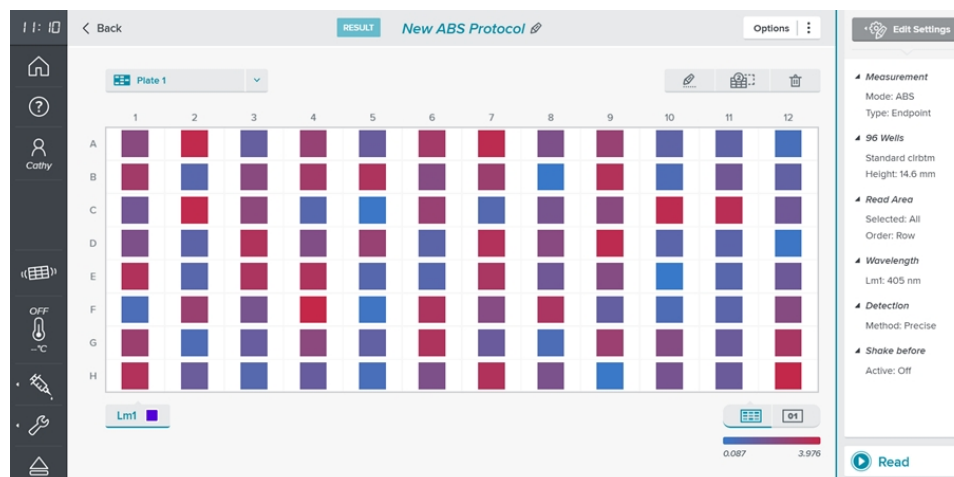 11:10
Back
RESULT
New ABS Protocol
Options
Edit Settings
Cathy
OFF
--°C
Plate 1
1 2 3 4 5 6 7 8 9 10 11 12
A
B
C
D
E
F
G
H
Lm1
01
0.087 3.976
Measurement
Mode: ABS
Type: Endpoint
96 Wells
Standard clrbtm
Height: 14.6 mm
Read Area
Selected: All
Order: Row
Wavelength
Lm1: 405 nm
Detection
Method: Precise
Shake before
Active: Off
Read